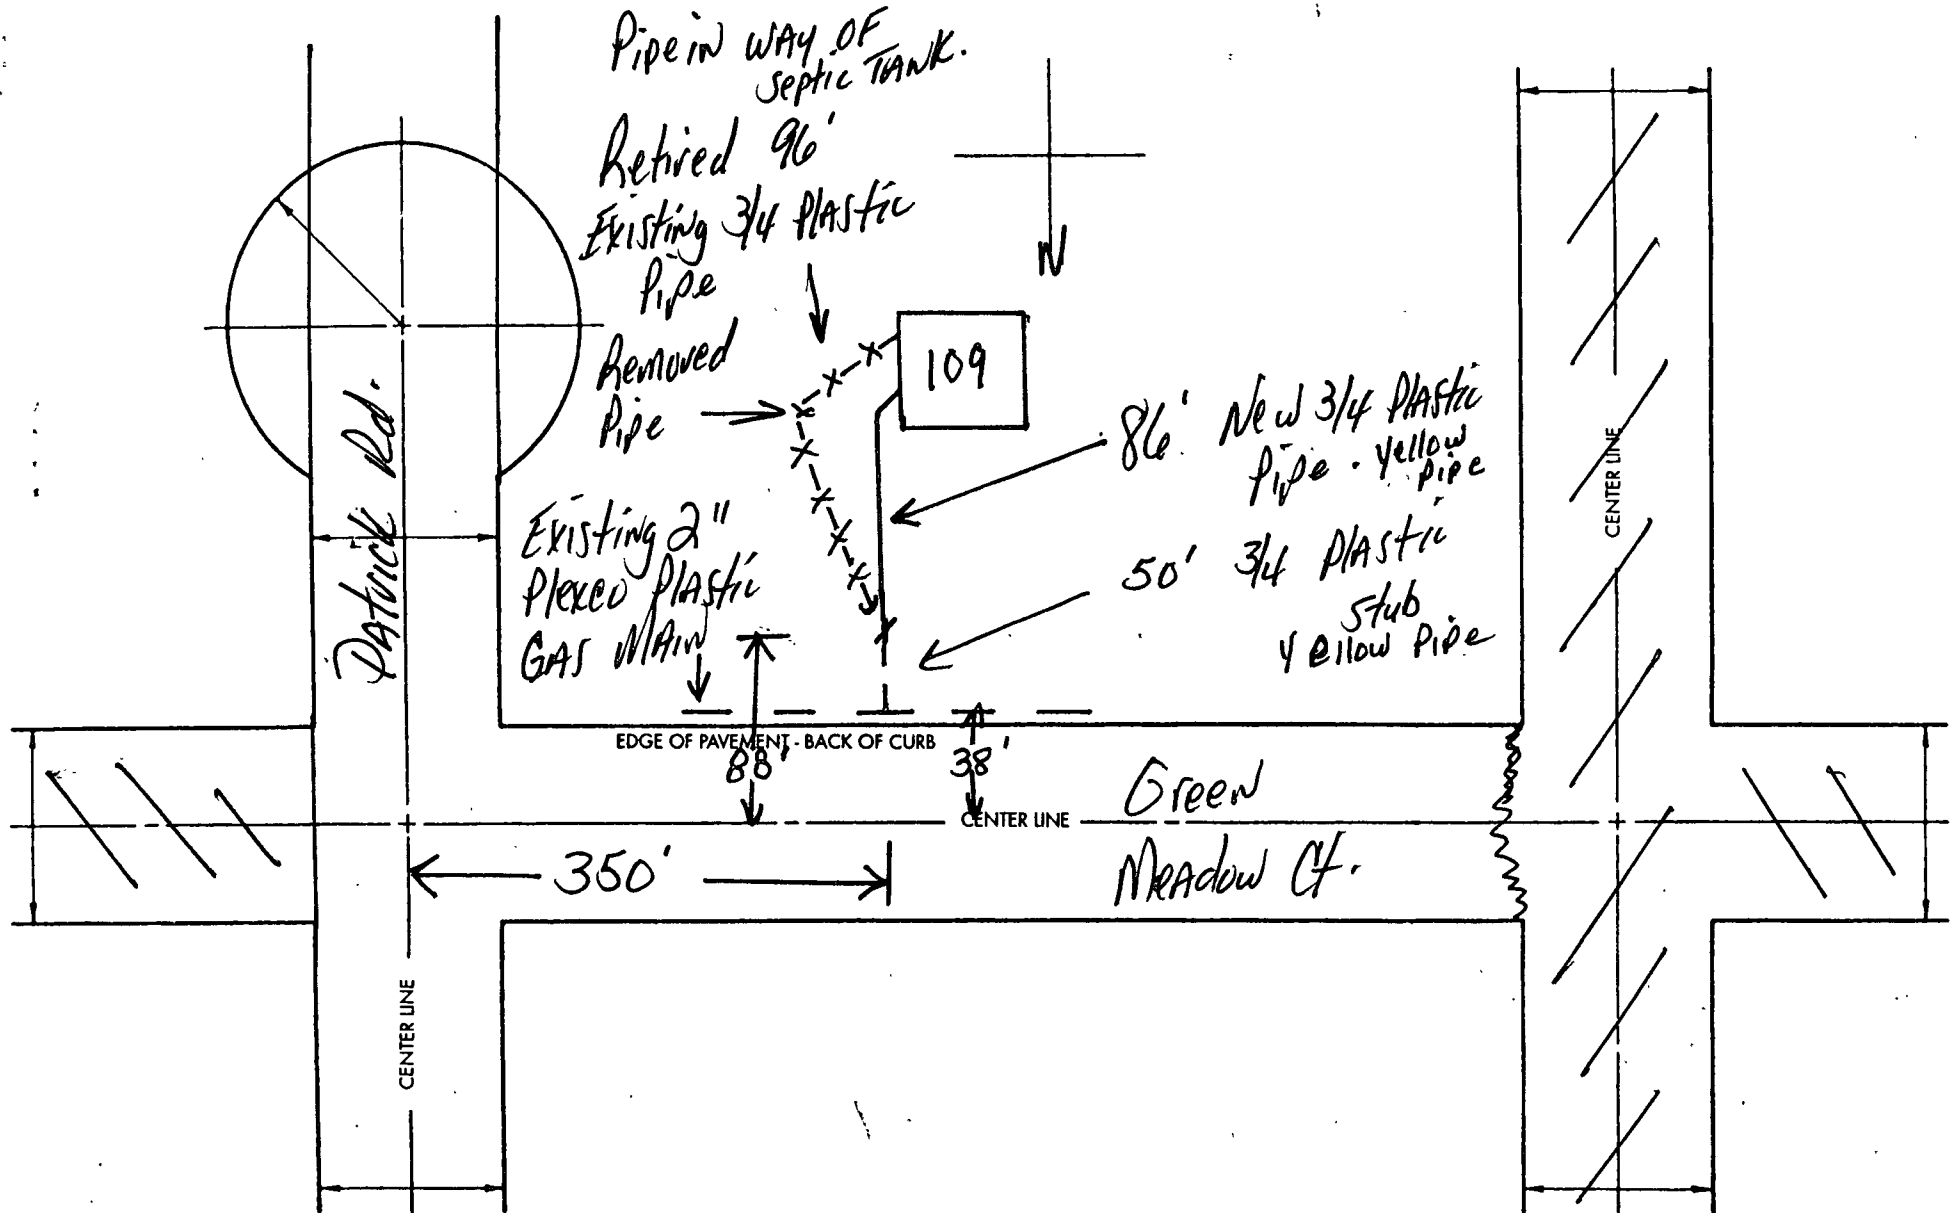 Pipe in WAY OF
Septic TANK.
Retired 96'
Existing 3/4 Plastic
Pipe
Removed
Pipe
N
109
86' New 3/4 Plastic
Pipe. Yellow
Pipe
50' 3/4 Plastic
Stub
Yellow Pipe
Existing 2"
Plexco Plastic
GAS MAIN
Patrick Rd.
CENTER LINE
EDGE OF PAVEMENT - BACK OF CURB
88'
38'
CENTER LINE
Green
Meadow Ct.
350'
CENTER LINE